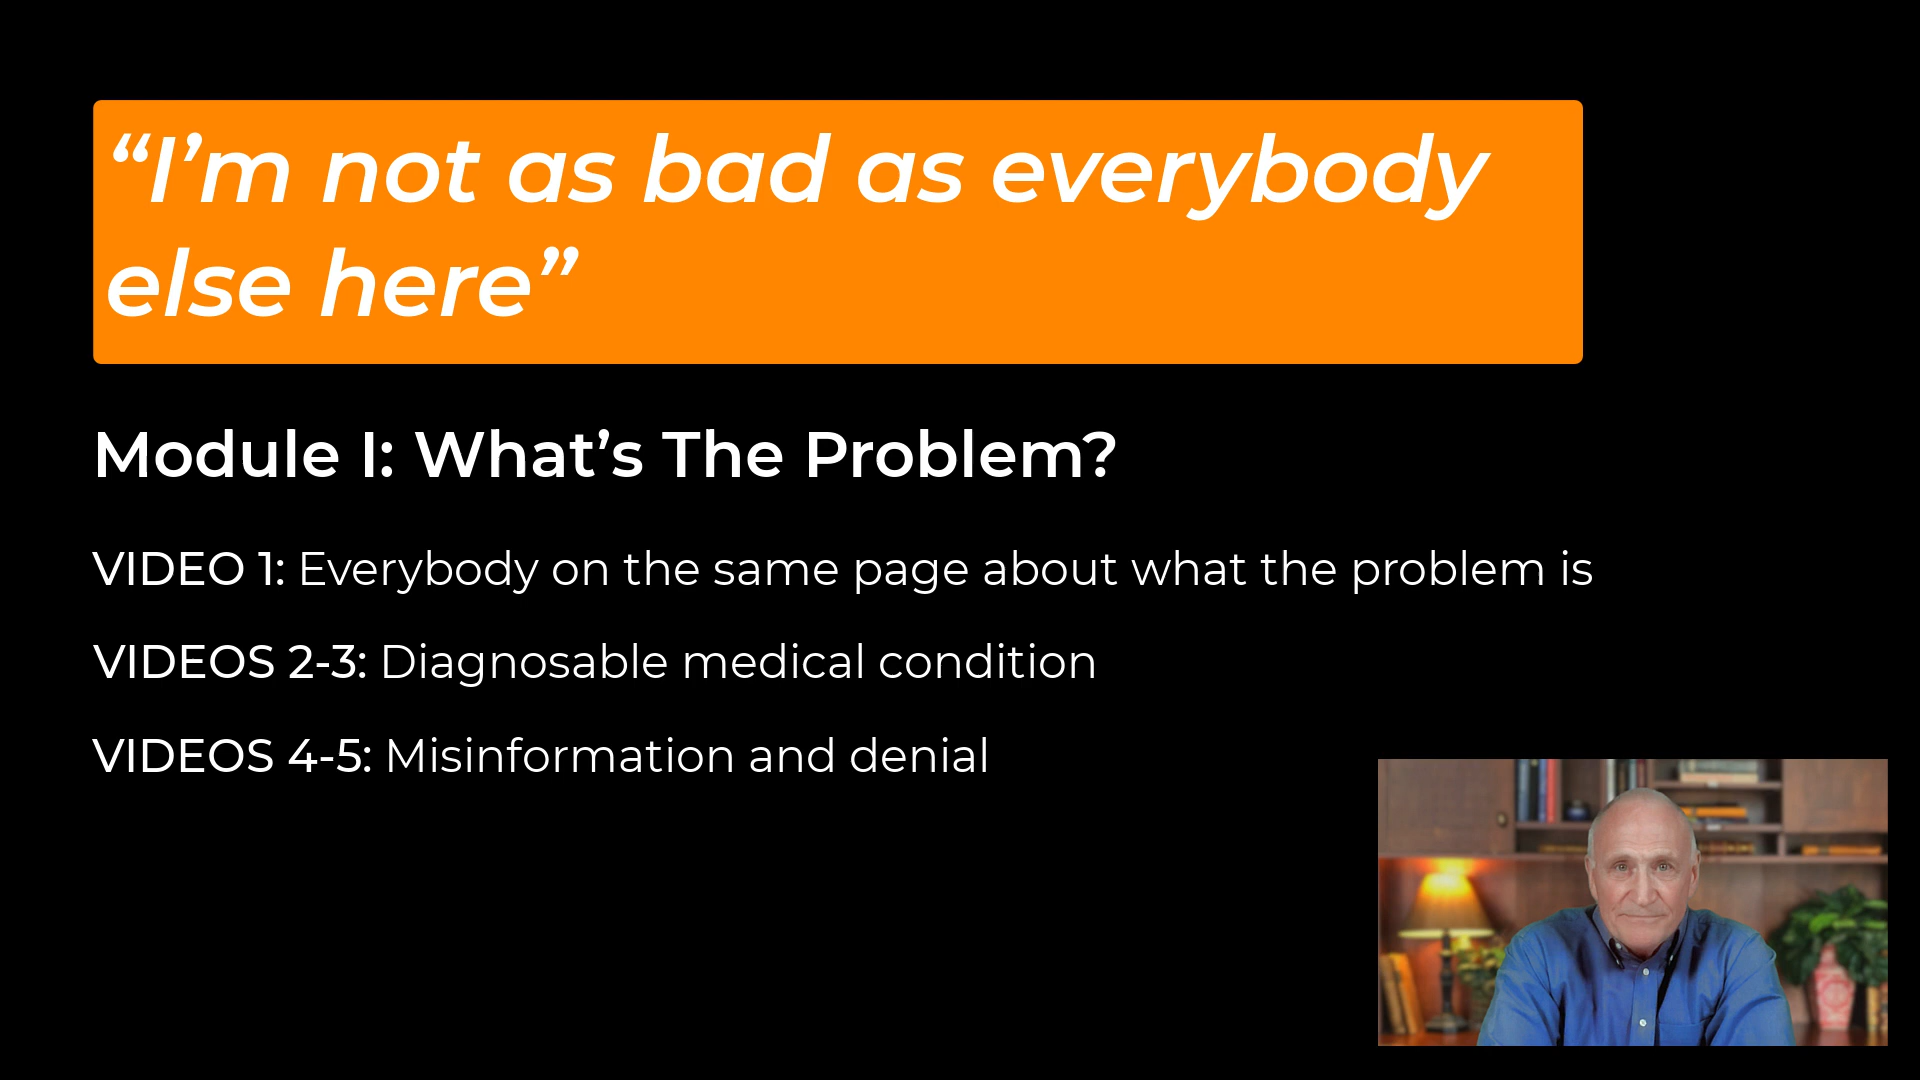 “I’m not as bad as everybody
else here”
Module I: What’s The Problem?
VIDEO 1: Everybody on the same page about what the problem is
VIDEOS 2-3: Diagnosable medical condition
VIDEOS 4-5: Misinformation and denial